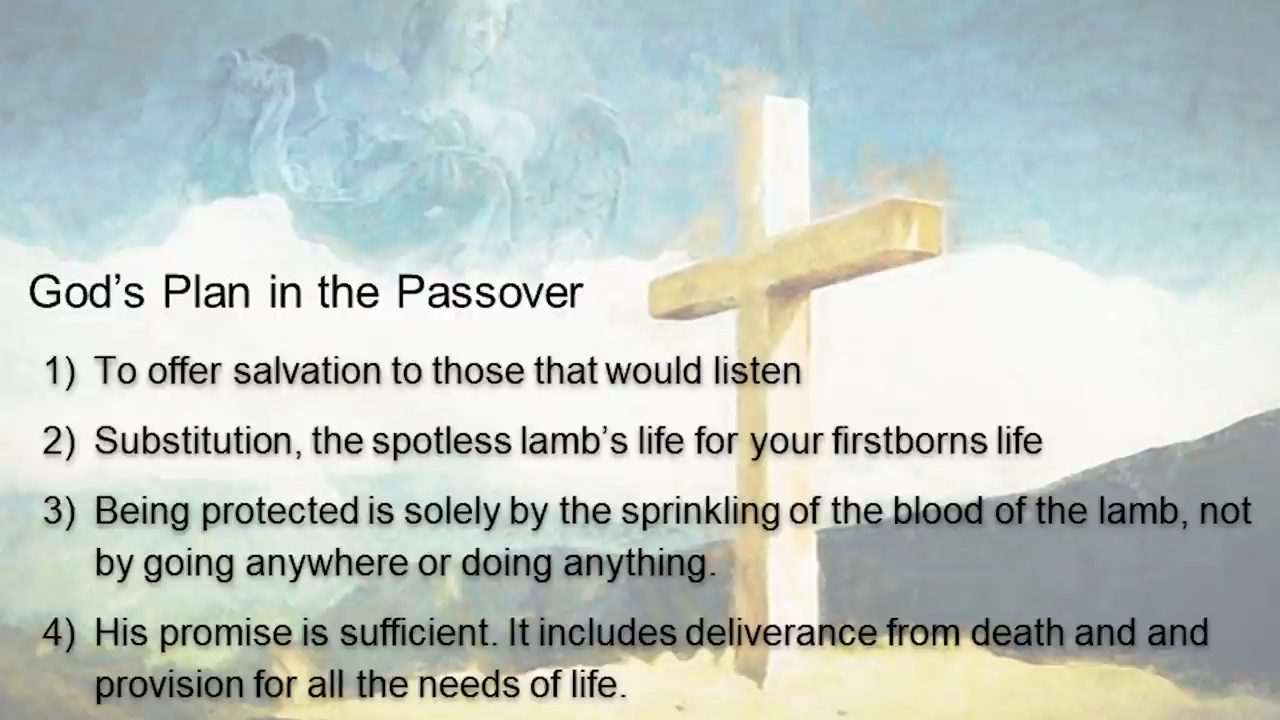 God’s Plan in the Passover
1) To offer salvation to those that would listen
2) Substitution, the spotless lamb’s life for your firstborns life
3) Being protected is solely by the sprinkling of the blood of the lamb, not
by going anywhere or doing anything.
4) His promise is sufficient. It includes deliverance from death and and
provision for all the needs of life.